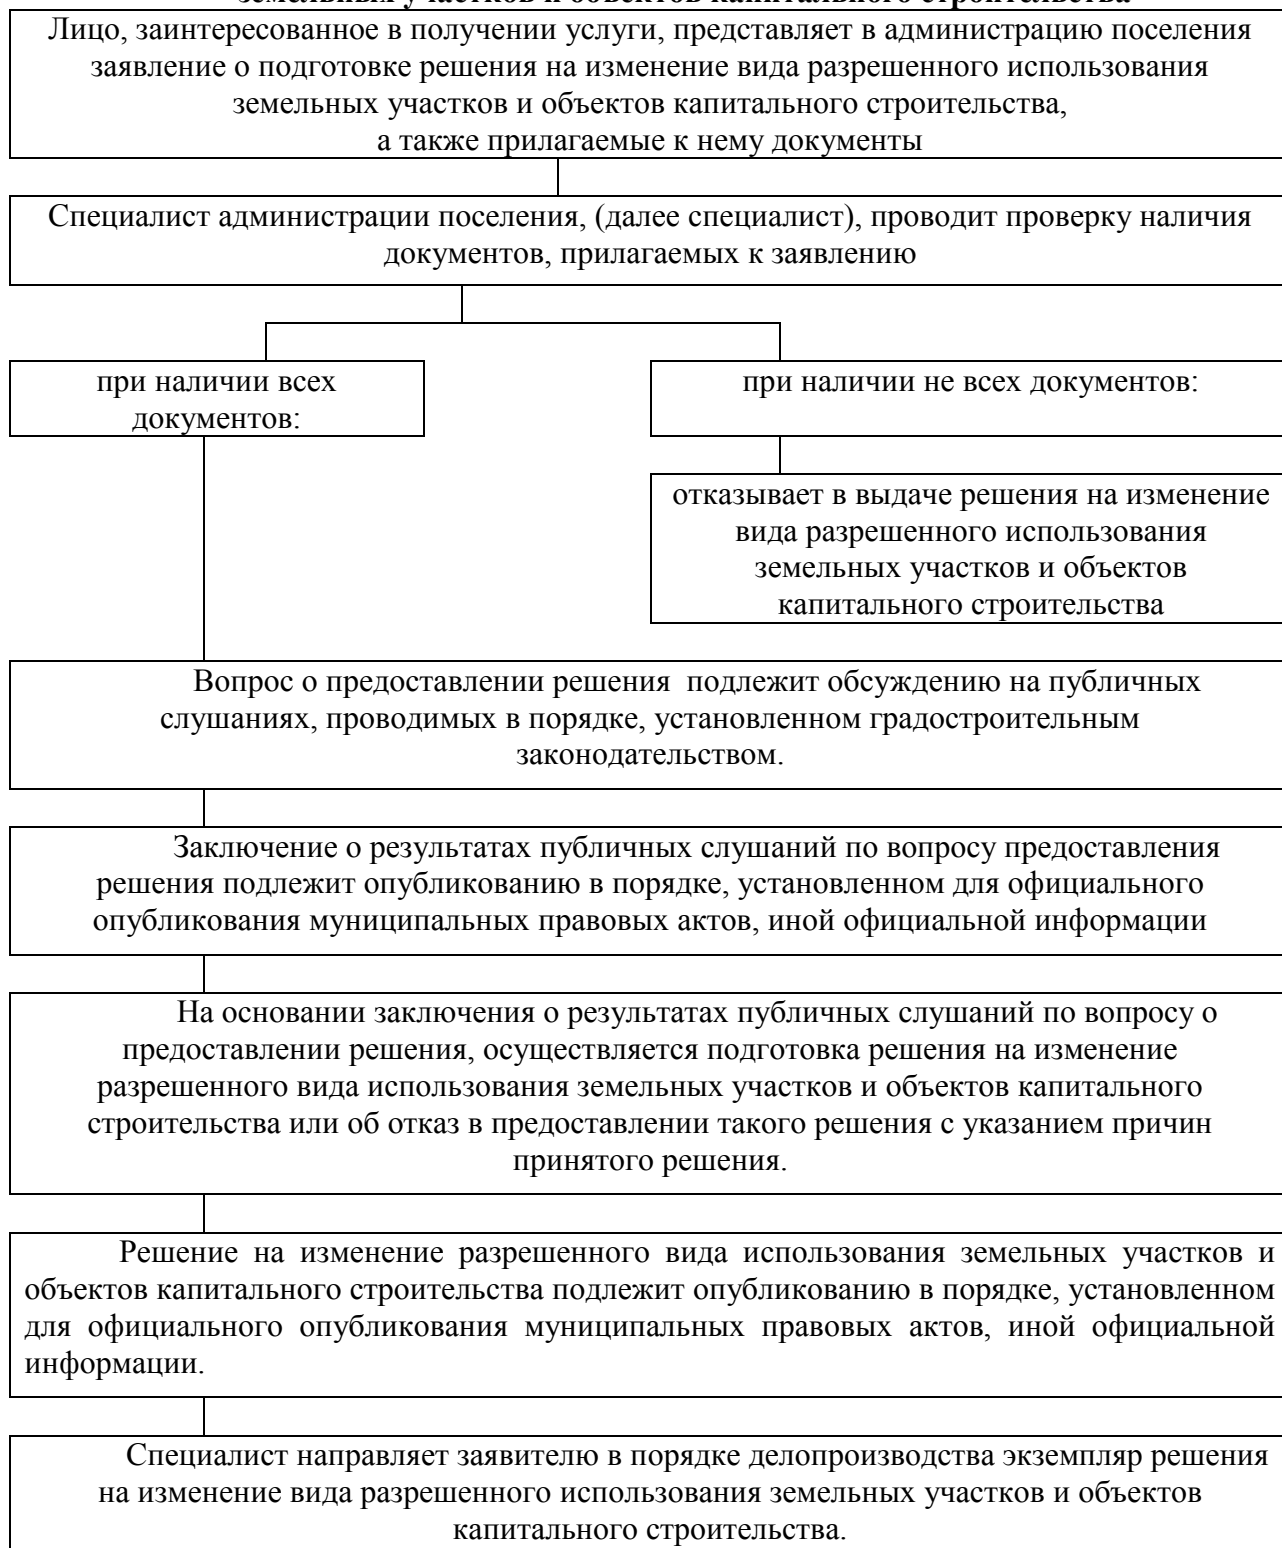 земельных участков и объектов капитального строительства
Лицо, заинтересованное в получении услуги, представляет в администрацию поселения
заявление о подготовке решения на изменение вида разрешенного использования
земельных участков и объектов капитального строительства,
а также прилагаемые к нему документы
Специалист администрации поселения, (далее специалист), проводит проверку наличия
документов, прилагаемых к заявлению
при наличии всех
документов:
при наличии не всех документов:
отказывает в выдаче решения на изменение
вида разрешенного использования
земельных участков и объектов
капитального строительства
Вопрос о предоставлении решения подлежит обсуждению на публичных
слушаниях, проводимых в порядке, установленном градостроительным
законодательством.
Заключение о результатах публичных слушаний по вопросу предоставления
решения подлежит опубликованию в порядке, установленном для официального
опубликования муниципальных правовых актов, иной официальной информации
На основании заключения о результатах публичных слушаний по вопросу о
предоставлении решения, осуществляется подготовка решения на изменение
разрешенного вида использования земельных участков и объектов капитального
строительства или об отказ в предоставлении такого решения с указанием причин
принятого решения.
Решение на изменение разрешенного вида использования земельных участков и
объектов капитального строительства подлежит опубликованию в порядке, установленном
для официального опубликования муниципальных правовых актов, иной официальной
информации.
Специалист направляет заявителю в порядке делопроизводства экземпляр решения
на изменение вида разрешенного использования земельных участков и объектов
капитального строительства.